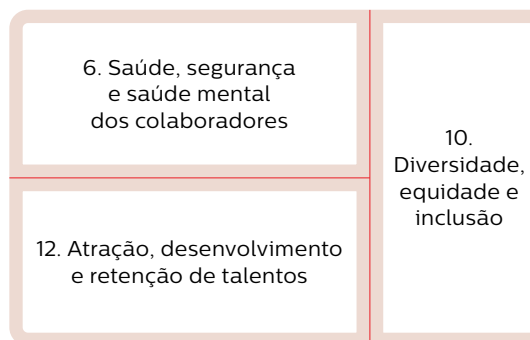 6. Saúde, segurança
e saúde mental
dos colaboradores
12. Atração, desenvolvimento
e retenção de talentos
10.
Diversidade,
equidade e
inclusão